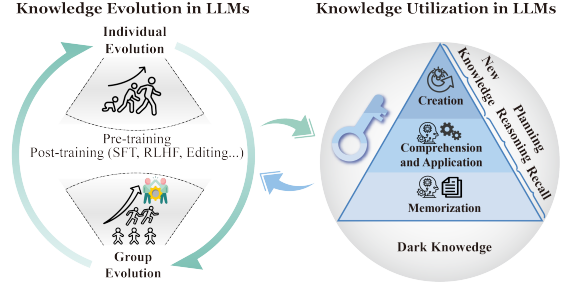 Knowledge Evolution in LLMs
Individual
Evolution
Pre-training
Post-training (SFT, RLHF, Editing...)
Group
Evolution
Knowledge Utilization in LLMs
Creation
Comprehension
and Application
Memorization
Dark Knowedge
New
Knowledge
Planning
Reasoning
Recall